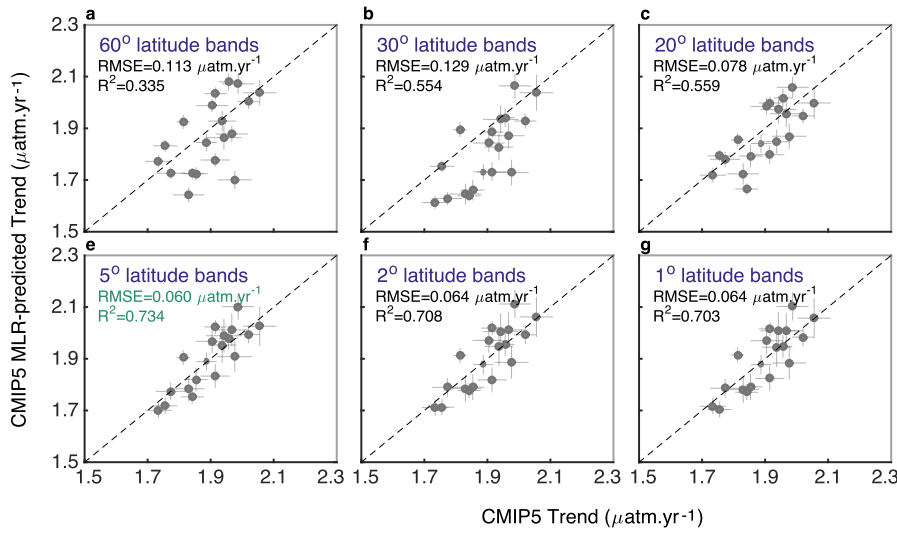 a
60° latitude bands
RMSE=0.113 μatm.yr-1
R2=0.335
b
30° latitude bands
RMSE=0.129 μatm.yr-1
R2=0.554
c
20° latitude bands
RMSE=0.078 μatm.yr-1
R2=0.559
2.3
2.1
1.9
1.7
1.5
e
5° latitude bands
RMSE=0.060 μatm.yr-1
R2=0.734
f
2° latitude bands
RMSE=0.064 μatm.yr-1
R2=0.708
g
1° latitude bands
RMSE=0.064 μatm.yr-1
R2=0.703
2.3
2.1
1.9
1.7
1.5
1.5 1.7 1.9 2.1 2.3
1.5 1.7 1.9 2.1 2.3
1.5 1.7 1.9 2.1 2.3
CMIP5 MLR-predicted Trend (μatm.yr-1)
CMIP5 Trend (μatm.yr-1)